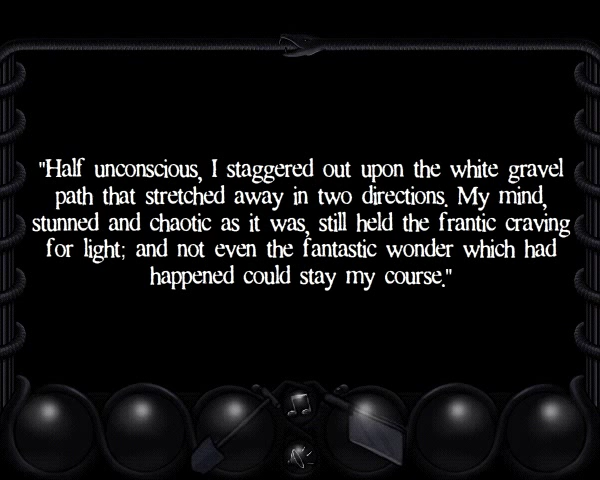 "Half unconscious, I staggered out upon the white gravel
path that stretched away in two directions. My mind,
stunned and chaotic as it was, still held the frantic craving
for light; and not even the fantastic wonder which had
happened could stay my course."